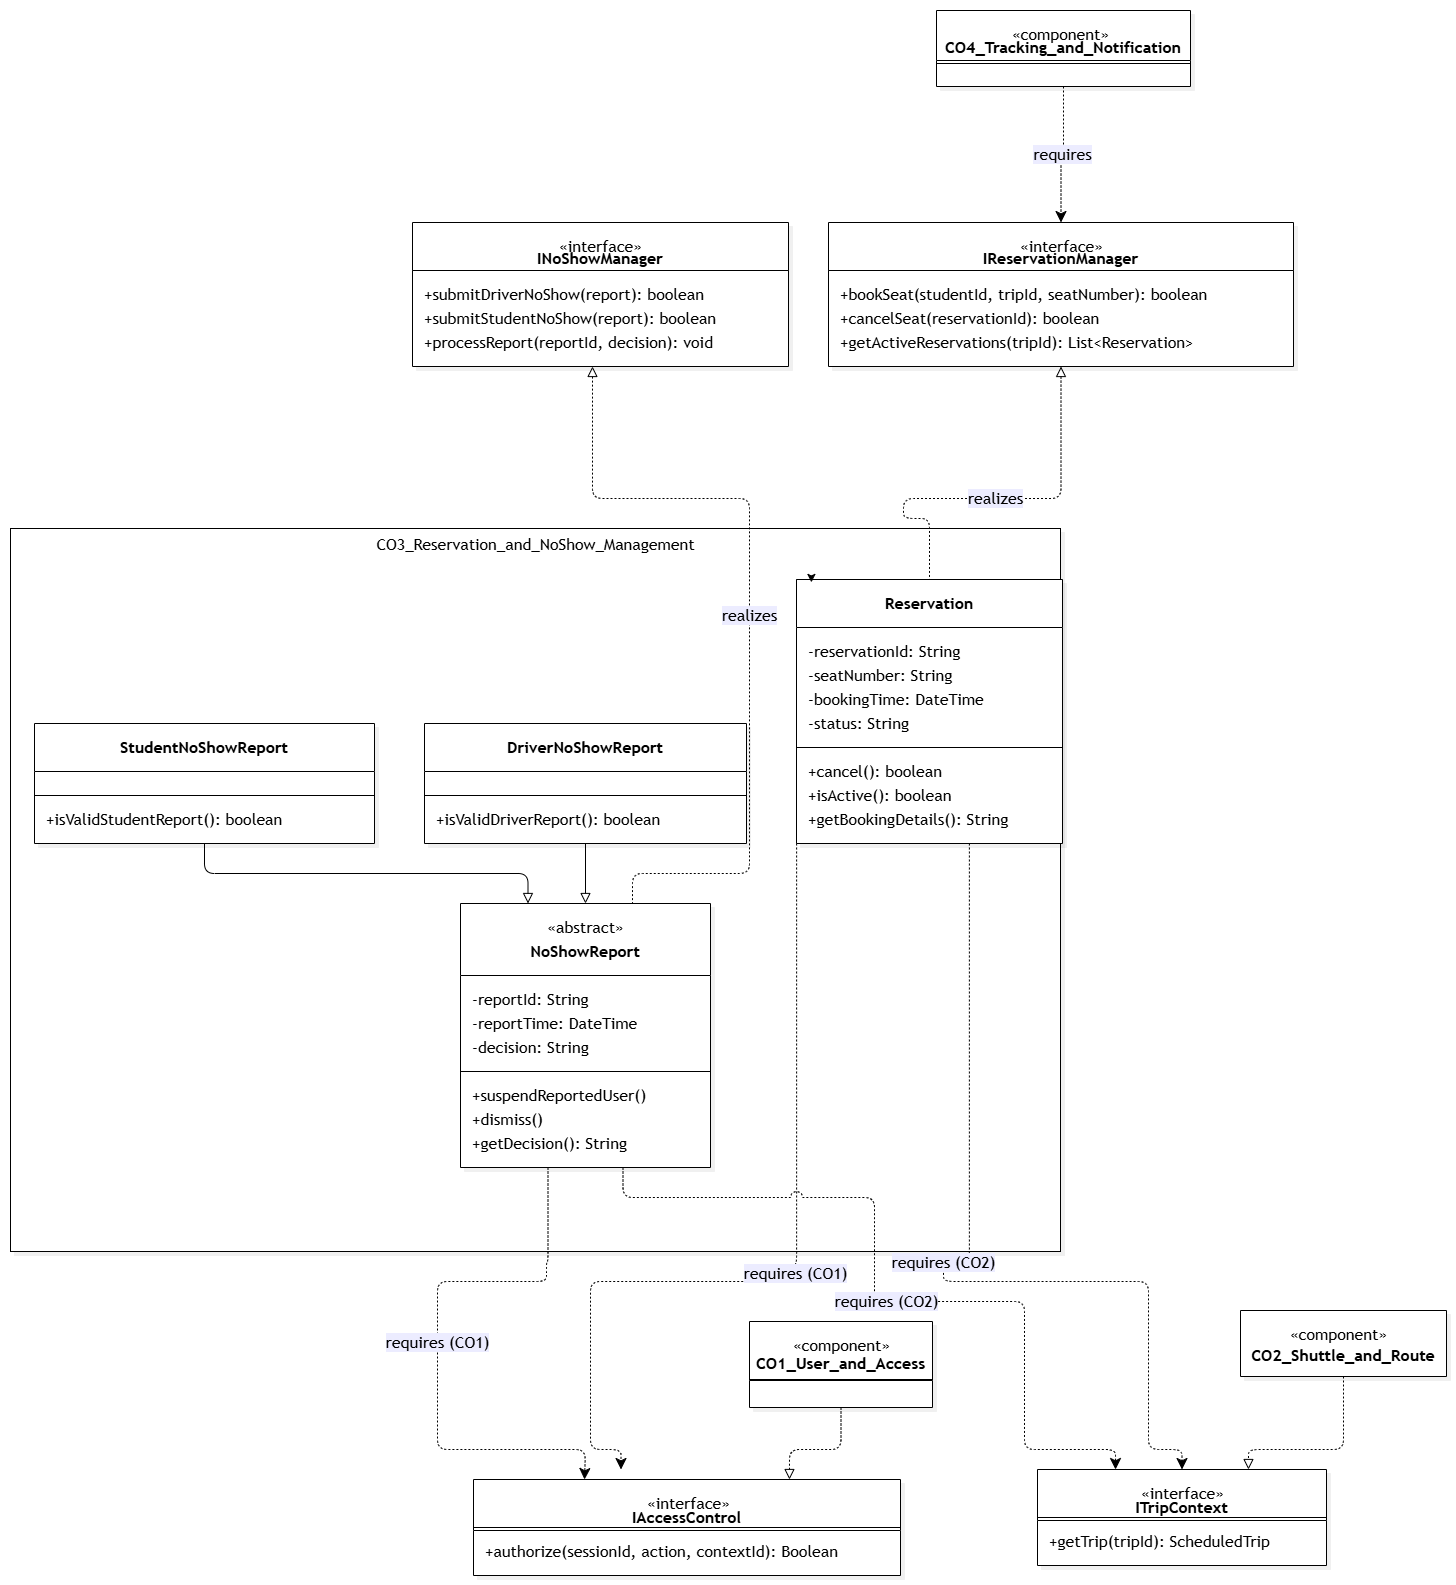 «component»
CO4_Tracking_and_Notification
requires
«interface»
INoShowManager
+submitDriverNoShow(report): boolean
+submitStudentNoShow(report): boolean
+processReport(reportId, decision): void
«interface»
IReservationManager
+bookSeat(studentId, tripId, seatNumber): boolean
+cancelSeat(reservationId): boolean
+getActiveReservations(tripId): List<Reservation>
realizes
CO3_Reservation_and_NoShow_Management
realizes
Reservation
-reservationId: String
-seatNumber: String
-bookingTime: DateTime
-status: String
+cancel(): boolean
+isActive(): boolean
+getBookingDetails(): String
StudentNoShowReport
+isValidStudentReport(): boolean
DriverNoShowReport
+isValidDriverReport(): boolean
«abstract»
NoShowReport
-reportId: String
-reportTime: DateTime
-decision: String
+suspendReportedUser()
+dismiss()
+getDecision(): String
requires (CO2)
requires (CO1)
requires (CO2)
requires (CO1)
«component»
CO1_User_and_Access
«component»
CO2_Shuttle_and_Route
«interface»
IAccessControl
+authorize(sessionId, action, contextId): Boolean
«interface»
ITripContext
+getTrip(tripId): ScheduledTrip